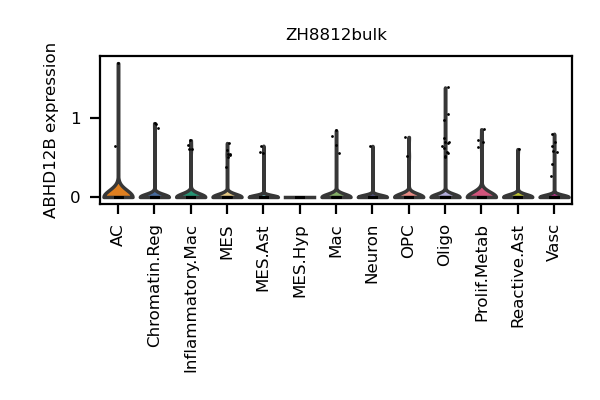 ZH8812bulk
ABHD12B expression
1
0
AC
Chromatin.Reg
Inflammatory.Mac
MES
MES.Ast
MES.Hyp
Mac
Neuron
OPC
Oligo
Prolif.Metab
Reactive.Ast
Vasc